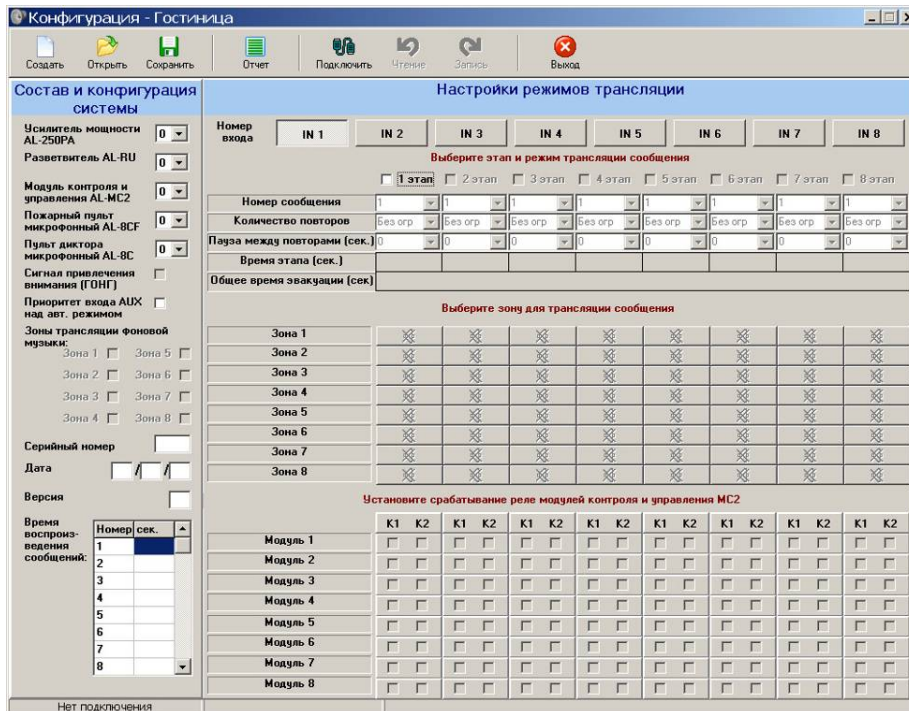 Конфигурация - Гостиница
Создать Открыть Сохранить Отчет Подключить Чтение Запись Выход
Состав и конфигурация
системы
Усилитель мощности
AL-250PA 0
Разветвитель AL-RU 0
Модуль контроля и
управления AL-MC2 0
Пожарный пульт
микрофонный AL-8CF 0
Пульт диктора
микрофонный AL-8C 0
Сигнал привлечения
внимания (ГОНГ)
Приоритет входа AUX
над авт. режимом
Зоны трансляции фоновой
музыки:
Зона 1 Зона 5
Зона 2 Зона 6
Зона 3 Зона 7
Зона 4 Зона 8
Серийный номер
Дата / /
Версия
Время
воспроиз-
ведения
сообщений:
Номер сек.
1
2
3
4
5
6
7
8
Нет подключения
Настройки режимов трансляции
Номер
входа
IN 1 IN 2 IN 3 IN 4 IN 5 IN 6 IN 7 IN 8
Выберите этап и режим трансляции сообщения
1 этап 2 этап 3 этап 4 этап 5 этап 6 этап 7 этап 8 этап
Номер сообщения 1 1 1 1 1 1 1 1
Количество повторов Без огр Без огр Без огр Без огр Без огр Без огр Без огр Без огр
Пауза между повторами (сек.) 0 0 0 0 0 0 0 0
Время этапа (сек.)
Общее время эвакуации (сек)
Выберите зону для трансляции сообщения
Зона 1
Зона 2
Зона 3
Зона 4
Зона 5
Зона 6
Зона 7
Зона 8
Установите срабатывание реле модулей контроля и управления MC2
K1 K2 K1 K2 K1 K2 K1 K2 K1 K2 K1 K2 K1 K2 K1 K2
Модуль 1
Модуль 2
Модуль 3
Модуль 4
Модуль 5
Модуль 6
Модуль 7
Модуль 8